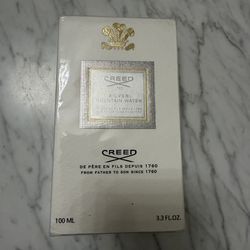 CREED
SILVER
MOUNTAIN WATER
CREED
DE PÈRE EN FILS DEPUIS 1760
FROM FATHER TO SON SINCE 1760
100 ML
3.3 FL.OZ.